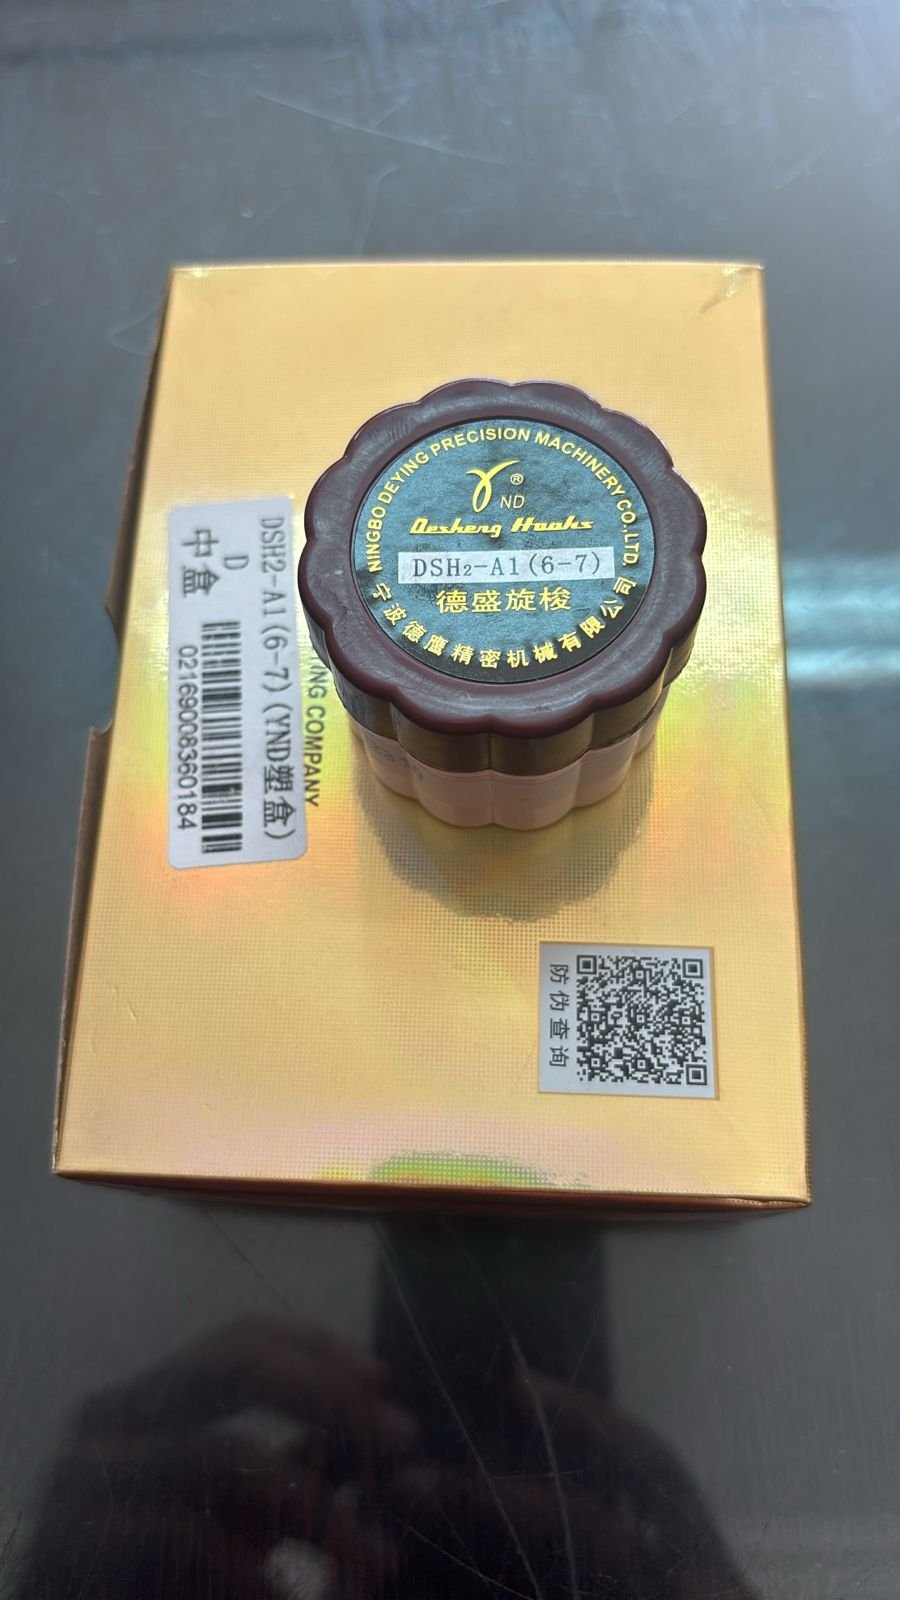 NINGBO DEYING PRECISION MACHINERY CO.,LTD.
®
ND
Desheng Hooks
DSH₂-A1(6-7)
德盛旋梭
宁波德鹰精密机械有限公司
DSH2-A1(6-7)(YND塑盒)
D
中盒
02169008360184
NG COMPANY
防伪查询